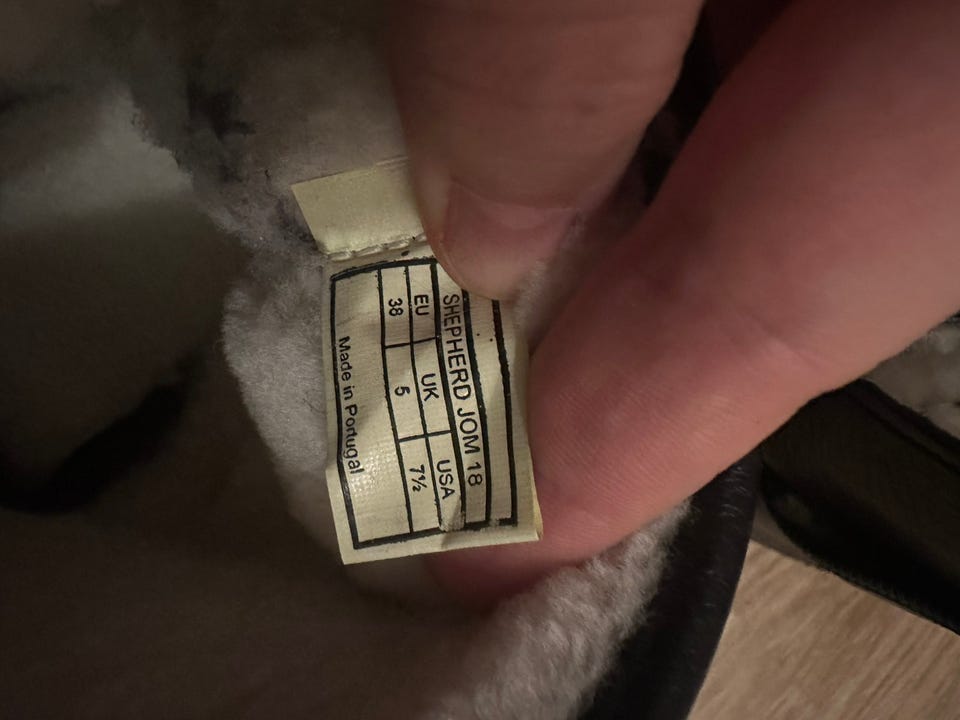 SHEPHERD JOM 18
EU UK USA
38 5 7½
Made in Portugal